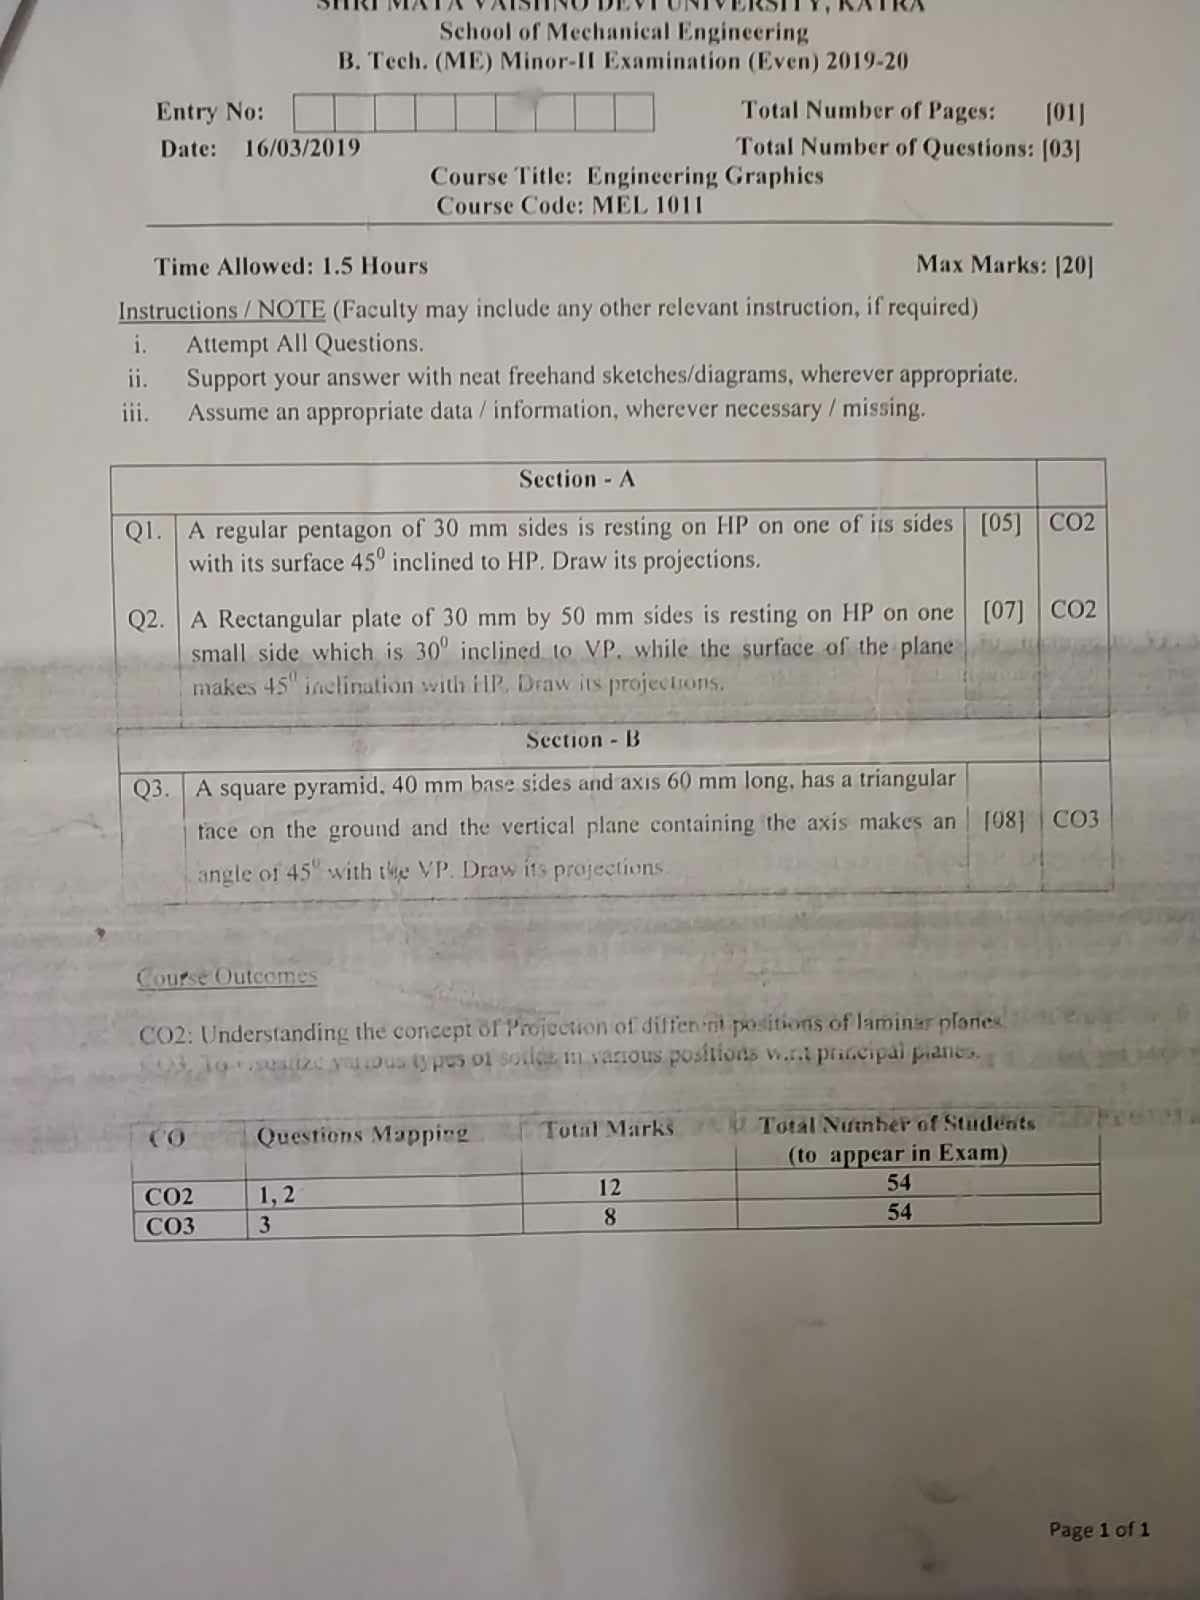 SHRI MATA VAISHNO DEVI UNIVERSITY, KATRA
School of Mechanical Engineering
B. Tech. (ME) Minor-II Examination (Even) 2019-20
Entry No:
Total Number of Pages: [01]
Date: 16/03/2019
Total Number of Questions: [03]
Course Title: Engineering Graphics
Course Code: MEL 1011
Time Allowed: 1.5 Hours
Max Marks: [20]
Instructions / NOTE (Faculty may include any other relevant instruction, if required)
i. Attempt All Questions.
ii. Support your answer with neat freehand sketches/diagrams, wherever appropriate.
iii. Assume an appropriate data / information, wherever necessary / missing.
Section - A
Q1. A regular pentagon of 30 mm sides is resting on HP on one of its sides [05] CO2
with its surface 45⁰ inclined to HP. Draw its projections.
Q2. A Rectangular plate of 30 mm by 50 mm sides is resting on HP on one [07] CO2
small side which is 30⁰ inclined to VP, while the surface of the plane
makes 45⁰ inclination with HP. Draw its projections.
Section - B
Q3. A square pyramid, 40 mm base sides and axis 60 mm long, has a triangular
face on the ground and the vertical plane containing the axis makes an [08] CO3
angle of 45⁰ with the VP. Draw its projections.
Course Outcomes
CO2: Understanding the concept of Projection of different positions of laminar planes.
CO3: To visualize various types of solids in various positions w.r.t principal planes.
CO Questions Mapping Total Marks Total Number of Students
(to appear in Exam)
CO2 1, 2 12 54
CO3 3 8 54
Page 1 of 1